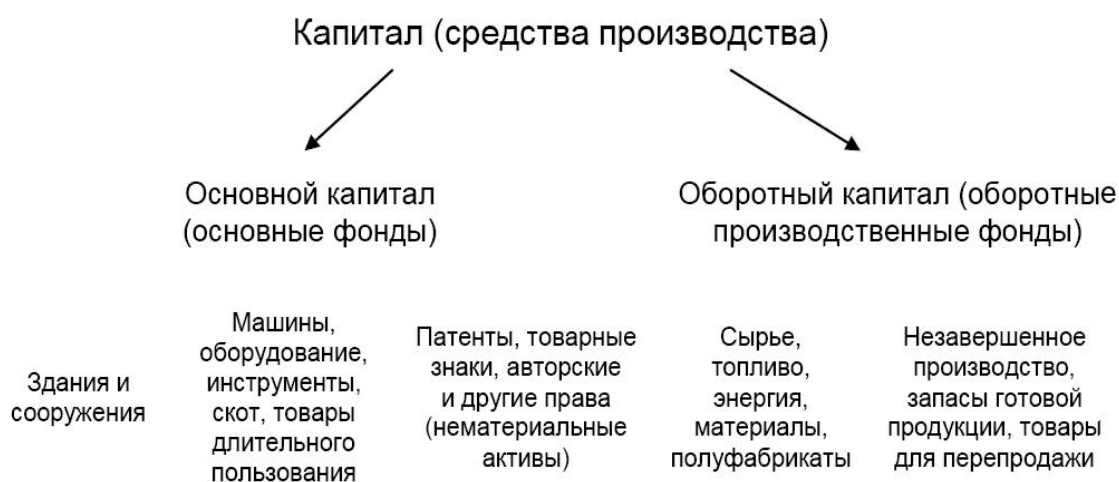 Капитал (средства производства)
Основной капитал
(основные фонды)
Оборотный капитал (оборотные
производственные фонды)
Здания и
сооружения
Машины,
оборудование,
инструменты,
скот, товары
длительного
пользования
Патенты, товарные
знаки, авторские
и другие права
(нематериальные
активы)
Сырье,
топливо,
энергия,
материалы,
полуфабрикаты
Незавершенное
производство,
запасы готовой
продукции, товары
для перепродажи